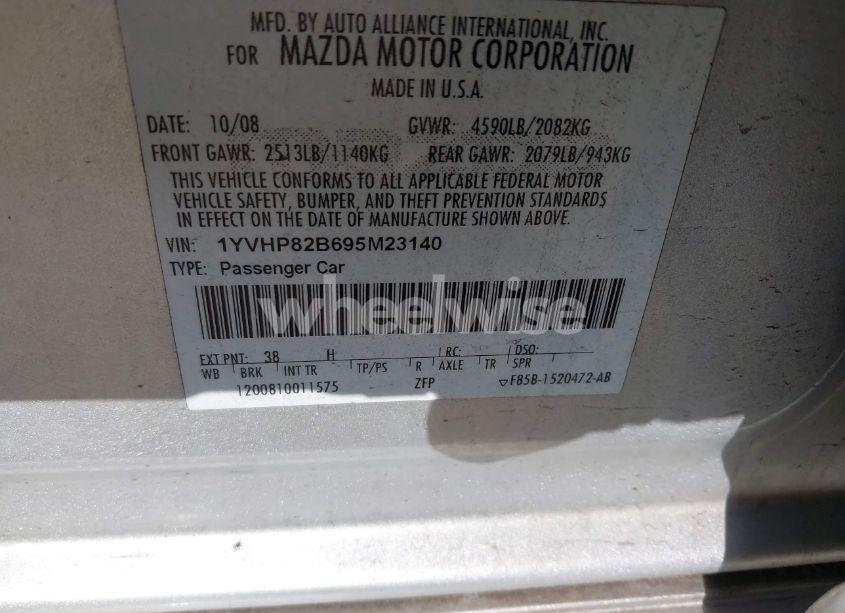 MFD. BY AUTO ALLIANCE INTERNATIONAL, INC.
FOR MAZDA MOTOR CORPORATION
MADE IN U.S.A.
DATE: 10/08 GVWR: 4590LB/2082KG
FRONT GAWR: 2513LB/1140KG REAR GAWR: 2079LB/943KG
THIS VEHICLE CONFORMS TO ALL APPLICABLE FEDERAL MOTOR
VEHICLE SAFETY, BUMPER, AND THEFT PREVENTION STANDARDS
IN EFFECT ON THE DATE OF MANUFACTURE SHOWN ABOVE.
VIN: 1YVHP82B695M23140
TYPE: Passenger Car
wheelwise
EXT PNT: 38 H RC: DSO:
WB BRK INT TR TP/PS R AXLE TR SPR
1200810011575 ZFP ▽F85B-1520472-AB